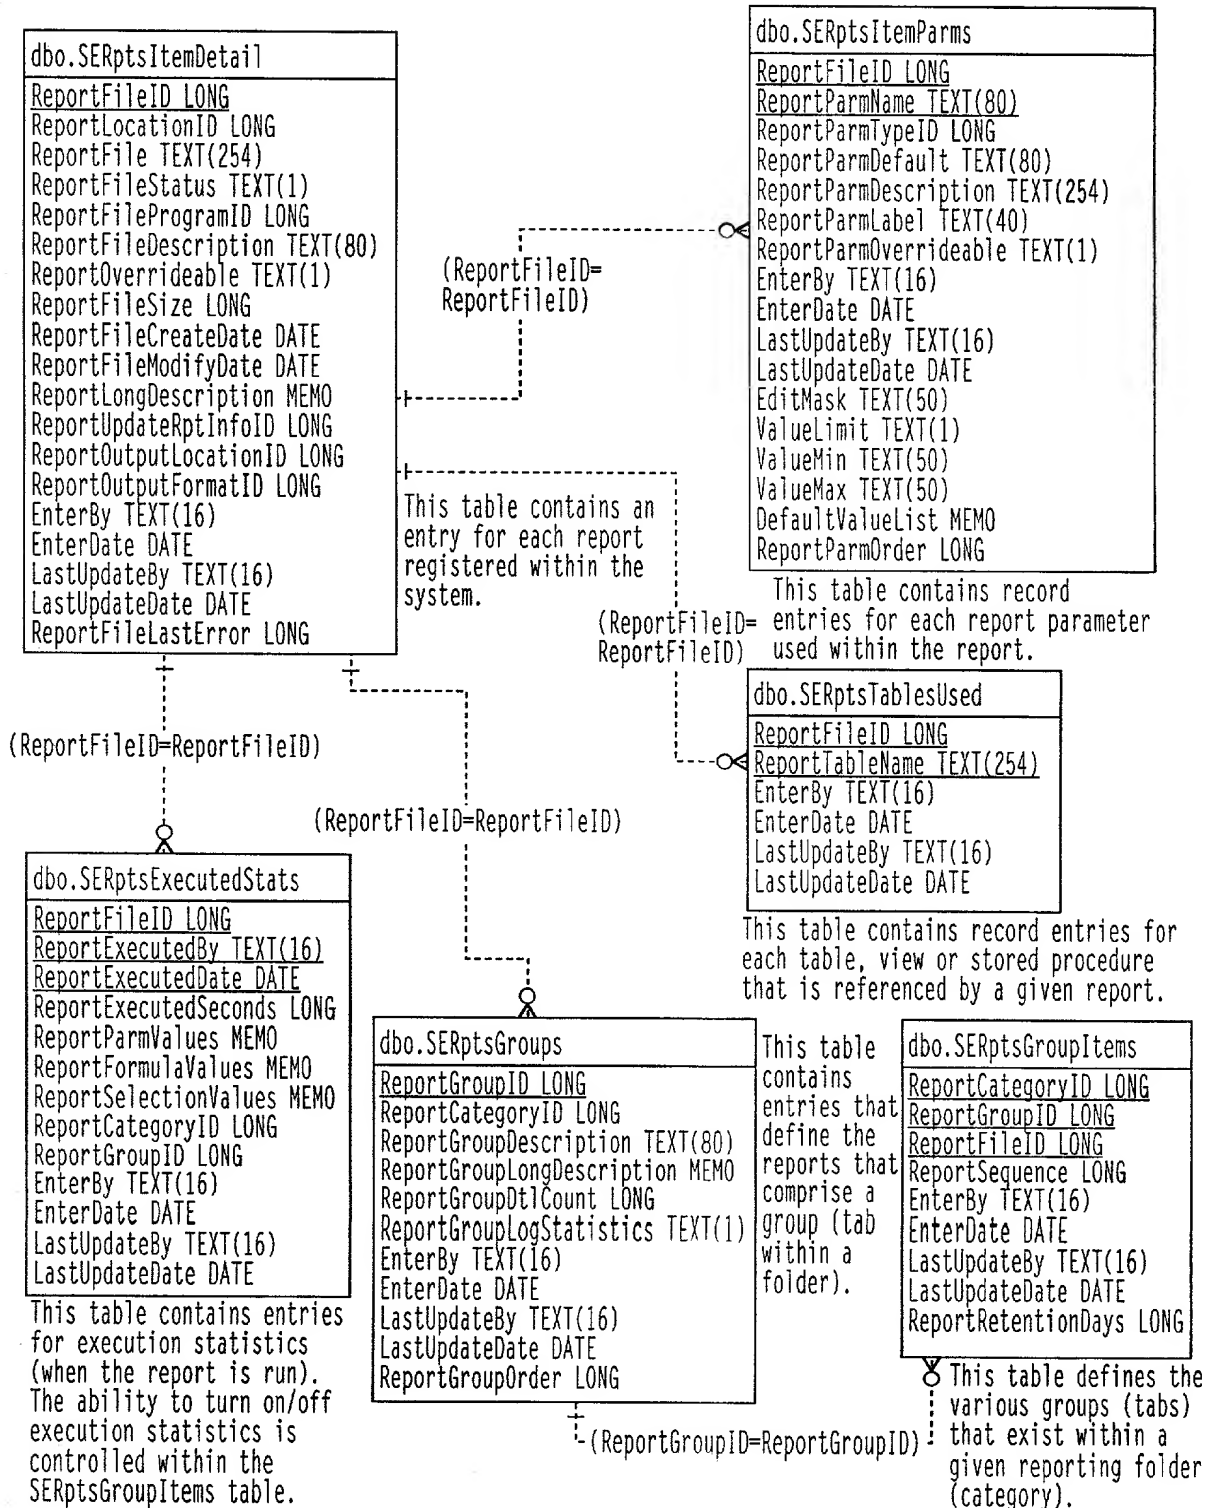 dbo.SERptsItemDetail
ReportFileID LONG
ReportLocationID LONG
ReportFile TEXT(254)
ReportFileStatus TEXT(1)
ReportFileProgramID LONG
ReportFileDescription TEXT(80)
ReportOverrideable TEXT(1)
ReportFileSize LONG
ReportFileCreateDate DATE
ReportFileModifyDate DATE
ReportLongDescription MEMO
ReportUpdateRptInfoID LONG
ReportOutputLocationID LONG
ReportOutputFormatID LONG
EnterBy TEXT(16)
EnterDate DATE
LastUpdateBy TEXT(16)
LastUpdateDate DATE
ReportFileLastError LONG
This table contains an
entry for each report
registered within the
system.
(ReportFileID=
ReportFileID)
dbo.SERptsItemParms
ReportFileID LONG
ReportParmName TEXT(80)
ReportParmTypeID LONG
ReportParmDefault TEXT(80)
ReportParmDescription TEXT(254)
ReportParmLabel TEXT(40)
ReportParmOverrideable TEXT(1)
EnterBy TEXT(16)
EnterDate DATE
LastUpdateBy TEXT(16)
LastUpdateDate DATE
EditMask TEXT(50)
ValueLimit TEXT(1)
ValueMin TEXT(50)
ValueMax TEXT(50)
DefaultValueList MEMO
ReportParmOrder LONG
This table contains record
entries for each report parameter
used within the report.
(ReportFileID=
ReportFileID)
dbo.SERptsTablesUsed
ReportFileID LONG
ReportTableName TEXT(254)
EnterBy TEXT(16)
EnterDate DATE
LastUpdateBy TEXT(16)
LastUpdateDate DATE
This table contains record entries for
each table, view or stored procedure
that is referenced by a given report.
(ReportFileID=ReportFileID)
(ReportFileID=ReportFileID)
dbo.SERptsExecutedStats
ReportFileID LONG
ReportExecutedBy TEXT(16)
ReportExecutedDate DATE
ReportExecutedSeconds LONG
ReportParmValues MEMO
ReportFormulaValues MEMO
ReportSelectionValues MEMO
ReportCategoryID LONG
ReportGroupID LONG
EnterBy TEXT(16)
EnterDate DATE
LastUpdateBy TEXT(16)
LastUpdateDate DATE
This table contains entries
for execution statistics
(when the report is run).
The ability to turn on/off
execution statistics is
controlled within the
SERptsGroupItems table.
dbo.SERptsGroups
ReportGroupID LONG
ReportCategoryID LONG
ReportGroupDescription TEXT(80)
ReportGroupLongDescription MEMO
ReportGroupDtlCount LONG
ReportGroupLogStatistics TEXT(1)
EnterBy TEXT(16)
EnterDate DATE
LastUpdateBy TEXT(16)
LastUpdateDate DATE
ReportGroupOrder LONG
This table
contains
entries that
define the
reports that
comprise a
group (tab
within a
folder).
dbo.SERptsGroupItems
ReportCategoryID LONG
ReportGroupID LONG
ReportFileID LONG
ReportSequence LONG
EnterBy TEXT(16)
EnterDate DATE
LastUpdateBy TEXT(16)
LastUpdateDate DATE
ReportRetentionDays LONG
(ReportGroupID=ReportGroupID)
This table defines the
various groups (tabs)
that exist within a
given reporting folder
(category).